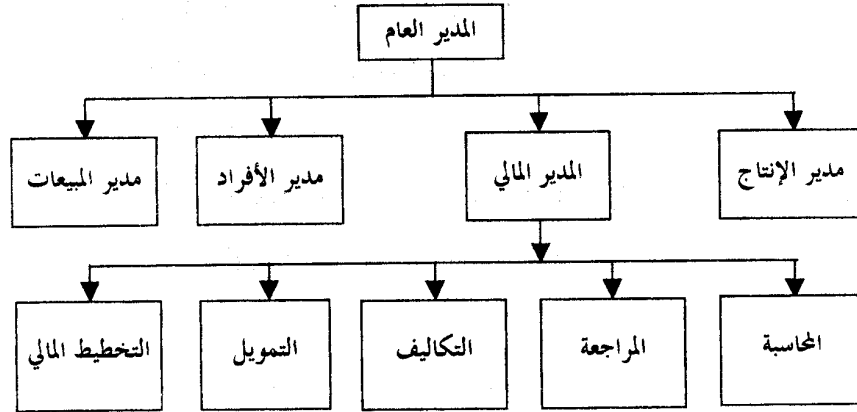 المدير العام
مدير الإنتاج
المدير المالي
مدير الأفراد
مدير المبيعات
المحاسبة
المراجعة
التكاليف
التمويل
التخطيط المالي